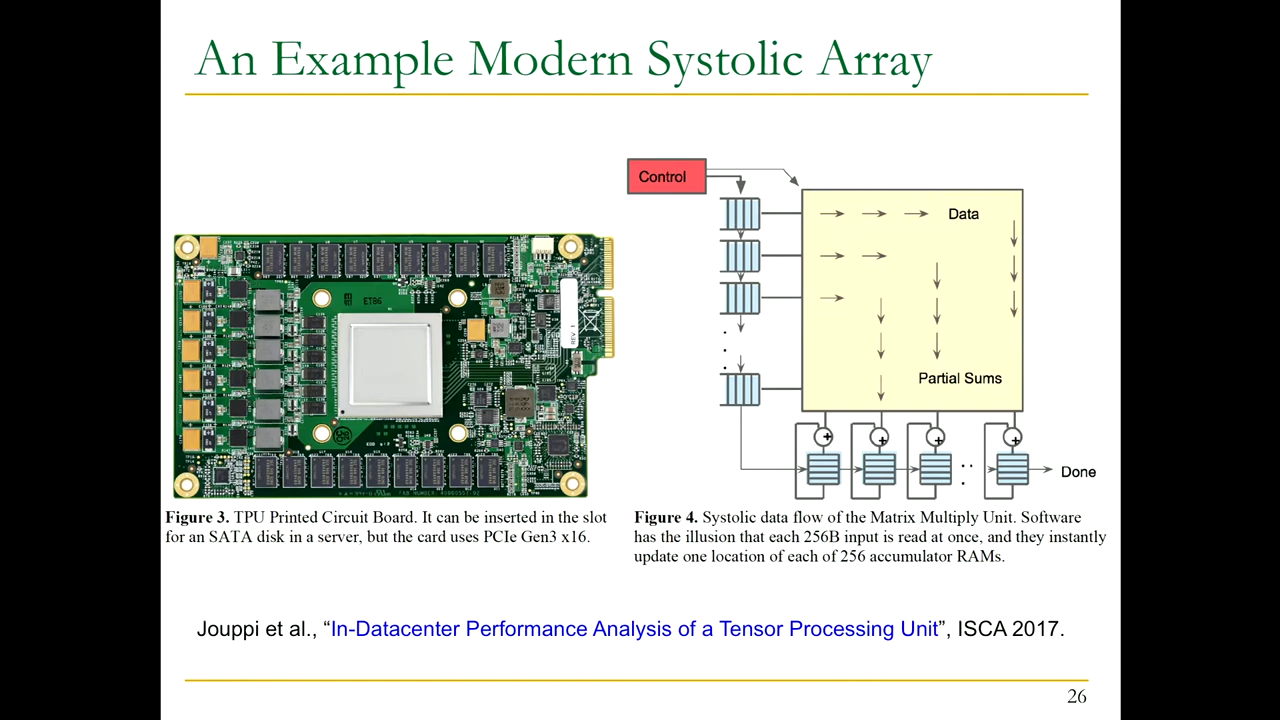 An Example Modern Systolic Array
Control
Data
Partial Sums
Done
ET86
REV. 1
Figure 3. TPU Printed Circuit Board. It can be inserted in the slot
for an SATA disk in a server, but the card uses PCIe Gen3 x16.
Figure 4. Systolic data flow of the Matrix Multiply Unit. Software
has the illusion that each 256B input is read at once, and they instantly
update one location of each of 256 accumulator RAMs.
Jouppi et al., “In-Datacenter Performance Analysis of a Tensor Processing Unit”, ISCA 2017.
26